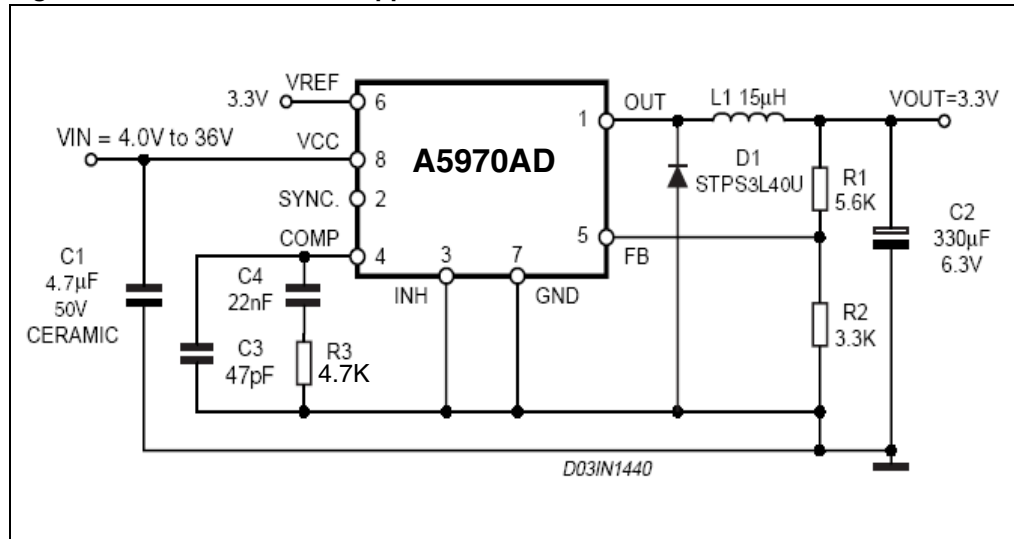 VREF
3.3V
6
VIN = 4.0V to 36V
VCC
8
SYNC.
2
COMP
4
A5970AD
1
OUT
L1 15μH
VOUT=3.3V
D1
STPS3L40U
R1
5.6K
5
FB
C2
330μF
6.3V
R2
3.3K
3
INH
7
GND
C1
4.7μF
50V
CERAMIC
C4
22nF
C3
47pF
R3
4.7K
D03IN1440